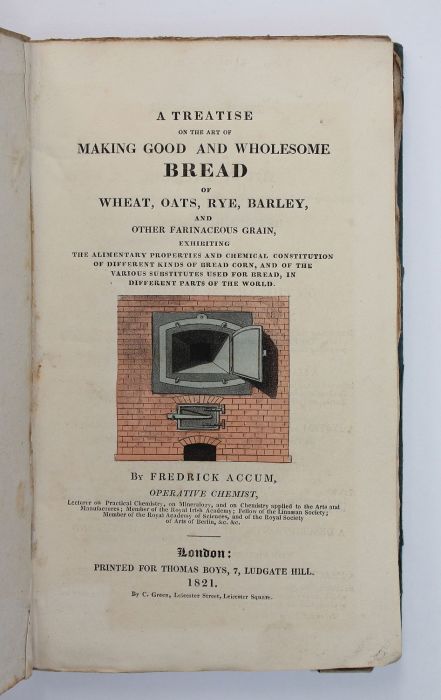 A TREATISE
ON THE ART OF
MAKING GOOD AND WHOLESOME
BREAD
OF
WHEAT, OATS, RYE, BARLEY,
AND
OTHER FARINACEOUS GRAIN,
EXHIBITING
THE ALIMENTARY PROPERTIES AND CHEMICAL CONSTITUTION
OF DIFFERENT KINDS OF BREAD CORN, AND OF THE
VARIOUS SUBSTITUTES USED FOR BREAD, IN
DIFFERENT PARTS OF THE WORLD.
BY FREDRICK ACCUM,
OPERATIVE CHEMIST,
Lecturer on Practical Chemistry, on Mineralogy, and on Chemistry applied to the Arts and
Manufactures; Member of the Royal Irish Academy; Fellow of the Linnæan Society;
Member of the Royal Academy of Sciences, and of the Royal Society
of Arts of Berlin, &c. &c.
London:
PRINTED FOR THOMAS BOYS, 7, LUDGATE HILL.
1821.
By C. Green, Leicester Street, Leicester Square.